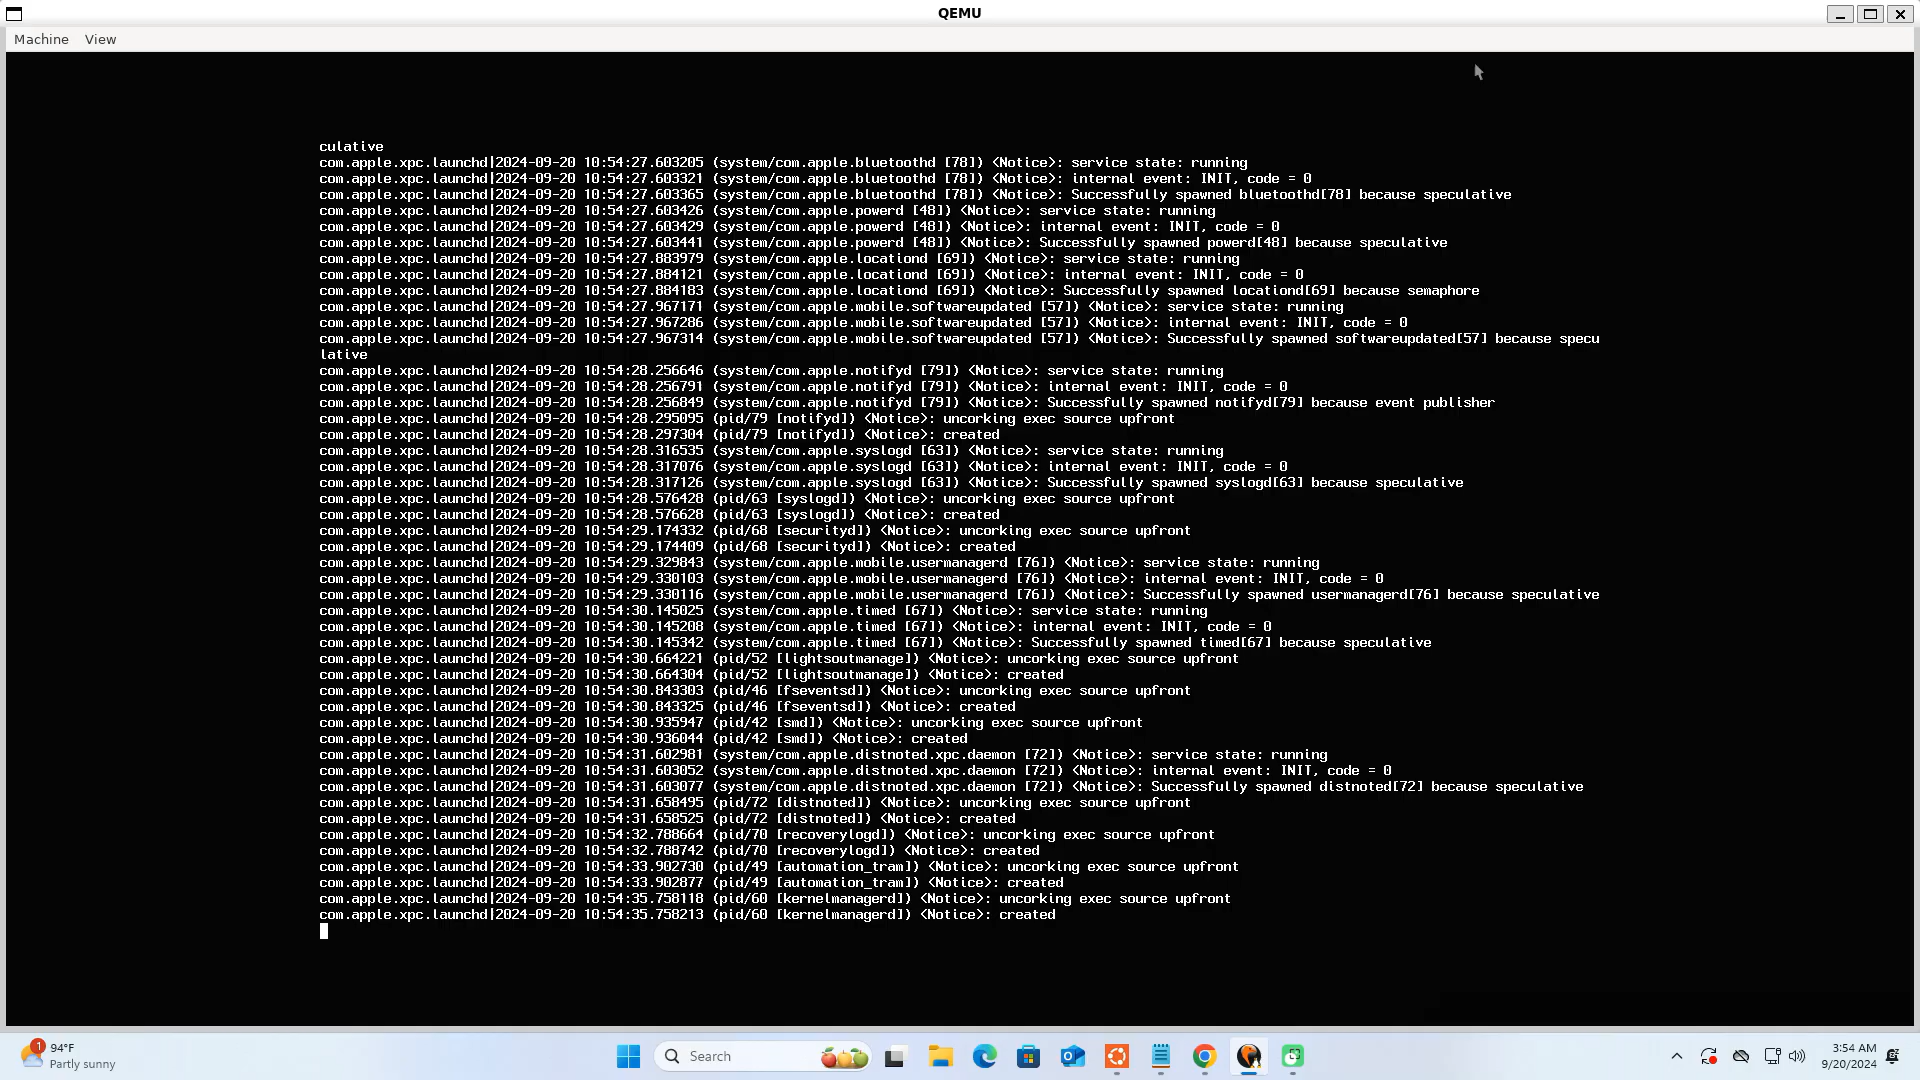 QEMU
Machine View
culative
com.apple.xpc.launchd|2024-09-20 10:54:27.603205 (system/com.apple.bluetoothd [78]) <Notice>: service state: running
com.apple.xpc.launchd|2024-09-20 10:54:27.603321 (system/com.apple.bluetoothd [78]) <Notice>: internal event: INIT, code = 0
com.apple.xpc.launchd|2024-09-20 10:54:27.603365 (system/com.apple.bluetoothd [78]) <Notice>: Successfully spawned bluetoothd[78] because speculative
com.apple.xpc.launchd|2024-09-20 10:54:27.603426 (system/com.apple.powerd [48]) <Notice>: service state: running
com.apple.xpc.launchd|2024-09-20 10:54:27.603429 (system/com.apple.powerd [48]) <Notice>: internal event: INIT, code = 0
com.apple.xpc.launchd|2024-09-20 10:54:27.603441 (system/com.apple.powerd [48]) <Notice>: Successfully spawned powerd[48] because speculative
com.apple.xpc.launchd|2024-09-20 10:54:27.883979 (system/com.apple.locationd [69]) <Notice>: service state: running
com.apple.xpc.launchd|2024-09-20 10:54:27.884121 (system/com.apple.locationd [69]) <Notice>: internal event: INIT, code = 0
com.apple.xpc.launchd|2024-09-20 10:54:27.884183 (system/com.apple.locationd [69]) <Notice>: Successfully spawned locationd[69] because semaphore
com.apple.xpc.launchd|2024-09-20 10:54:27.967171 (system/com.apple.mobile.softwareupdated [57]) <Notice>: service state: running
com.apple.xpc.launchd|2024-09-20 10:54:27.967286 (system/com.apple.mobile.softwareupdated [57]) <Notice>: internal event: INIT, code = 0
com.apple.xpc.launchd|2024-09-20 10:54:27.967314 (system/com.apple.mobile.softwareupdated [57]) <Notice>: Successfully spawned softwareupdated[57] because specu
lative
com.apple.xpc.launchd|2024-09-20 10:54:28.256646 (system/com.apple.notifyd [79]) <Notice>: service state: running
com.apple.xpc.launchd|2024-09-20 10:54:28.256791 (system/com.apple.notifyd [79]) <Notice>: internal event: INIT, code = 0
com.apple.xpc.launchd|2024-09-20 10:54:28.256849 (system/com.apple.notifyd [79]) <Notice>: Successfully spawned notifyd[79] because event publisher
com.apple.xpc.launchd|2024-09-20 10:54:28.295095 (pid/79 [notifyd]) <Notice>: uncorking exec source upfront
com.apple.xpc.launchd|2024-09-20 10:54:28.297304 (pid/79 [notifyd]) <Notice>: created
com.apple.xpc.launchd|2024-09-20 10:54:28.316535 (system/com.apple.syslogd [63]) <Notice>: service state: running
com.apple.xpc.launchd|2024-09-20 10:54:28.317076 (system/com.apple.syslogd [63]) <Notice>: internal event: INIT, code = 0
com.apple.xpc.launchd|2024-09-20 10:54:28.317126 (system/com.apple.syslogd [63]) <Notice>: Successfully spawned syslogd[63] because speculative
com.apple.xpc.launchd|2024-09-20 10:54:28.576428 (pid/63 [syslogd]) <Notice>: uncorking exec source upfront
com.apple.xpc.launchd|2024-09-20 10:54:28.576628 (pid/63 [syslogd]) <Notice>: created
com.apple.xpc.launchd|2024-09-20 10:54:29.174332 (pid/68 [securityd]) <Notice>: uncorking exec source upfront
com.apple.xpc.launchd|2024-09-20 10:54:29.174409 (pid/68 [securityd]) <Notice>: created
com.apple.xpc.launchd|2024-09-20 10:54:29.329843 (system/com.apple.mobile.usermanagerd [76]) <Notice>: service state: running
com.apple.xpc.launchd|2024-09-20 10:54:29.330103 (system/com.apple.mobile.usermanagerd [76]) <Notice>: internal event: INIT, code = 0
com.apple.xpc.launchd|2024-09-20 10:54:29.330116 (system/com.apple.mobile.usermanagerd [76]) <Notice>: Successfully spawned usermanagerd[76] because speculative
com.apple.xpc.launchd|2024-09-20 10:54:30.145025 (system/com.apple.timed [67]) <Notice>: service state: running
com.apple.xpc.launchd|2024-09-20 10:54:30.145208 (system/com.apple.timed [67]) <Notice>: internal event: INIT, code = 0
com.apple.xpc.launchd|2024-09-20 10:54:30.145342 (system/com.apple.timed [67]) <Notice>: Successfully spawned timed[67] because speculative
com.apple.xpc.launchd|2024-09-20 10:54:30.664221 (pid/52 [lightsoutmanage]) <Notice>: uncorking exec source upfront
com.apple.xpc.launchd|2024-09-20 10:54:30.664304 (pid/52 [lightsoutmanage]) <Notice>: created
com.apple.xpc.launchd|2024-09-20 10:54:30.843303 (pid/46 [fseventsd]) <Notice>: uncorking exec source upfront
com.apple.xpc.launchd|2024-09-20 10:54:30.843325 (pid/46 [fseventsd]) <Notice>: created
com.apple.xpc.launchd|2024-09-20 10:54:30.935947 (pid/42 [smd]) <Notice>: uncorking exec source upfront
com.apple.xpc.launchd|2024-09-20 10:54:30.936044 (pid/42 [smd]) <Notice>: created
com.apple.xpc.launchd|2024-09-20 10:54:31.602981 (system/com.apple.distnoted.xpc.daemon [72]) <Notice>: service state: running
com.apple.xpc.launchd|2024-09-20 10:54:31.603052 (system/com.apple.distnoted.xpc.daemon [72]) <Notice>: internal event: INIT, code = 0
com.apple.xpc.launchd|2024-09-20 10:54:31.603077 (system/com.apple.distnoted.xpc.daemon [72]) <Notice>: Successfully spawned distnoted[72] because speculative
com.apple.xpc.launchd|2024-09-20 10:54:31.658495 (pid/72 [distnoted]) <Notice>: uncorking exec source upfront
com.apple.xpc.launchd|2024-09-20 10:54:31.658525 (pid/72 [distnoted]) <Notice>: created
com.apple.xpc.launchd|2024-09-20 10:54:32.788664 (pid/70 [recoverylogd]) <Notice>: uncorking exec source upfront
com.apple.xpc.launchd|2024-09-20 10:54:32.788742 (pid/70 [recoverylogd]) <Notice>: created
com.apple.xpc.launchd|2024-09-20 10:54:33.902730 (pid/49 [automation_tram]) <Notice>: uncorking exec source upfront
com.apple.xpc.launchd|2024-09-20 10:54:33.902877 (pid/49 [automation_tram]) <Notice>: created
com.apple.xpc.launchd|2024-09-20 10:54:35.758118 (pid/60 [kernelmanagerd]) <Notice>: uncorking exec source upfront
com.apple.xpc.launchd|2024-09-20 10:54:35.758213 (pid/60 [kernelmanagerd]) <Notice>: created
1
94°F
Partly sunny
Search
3:54 AM
9/20/2024